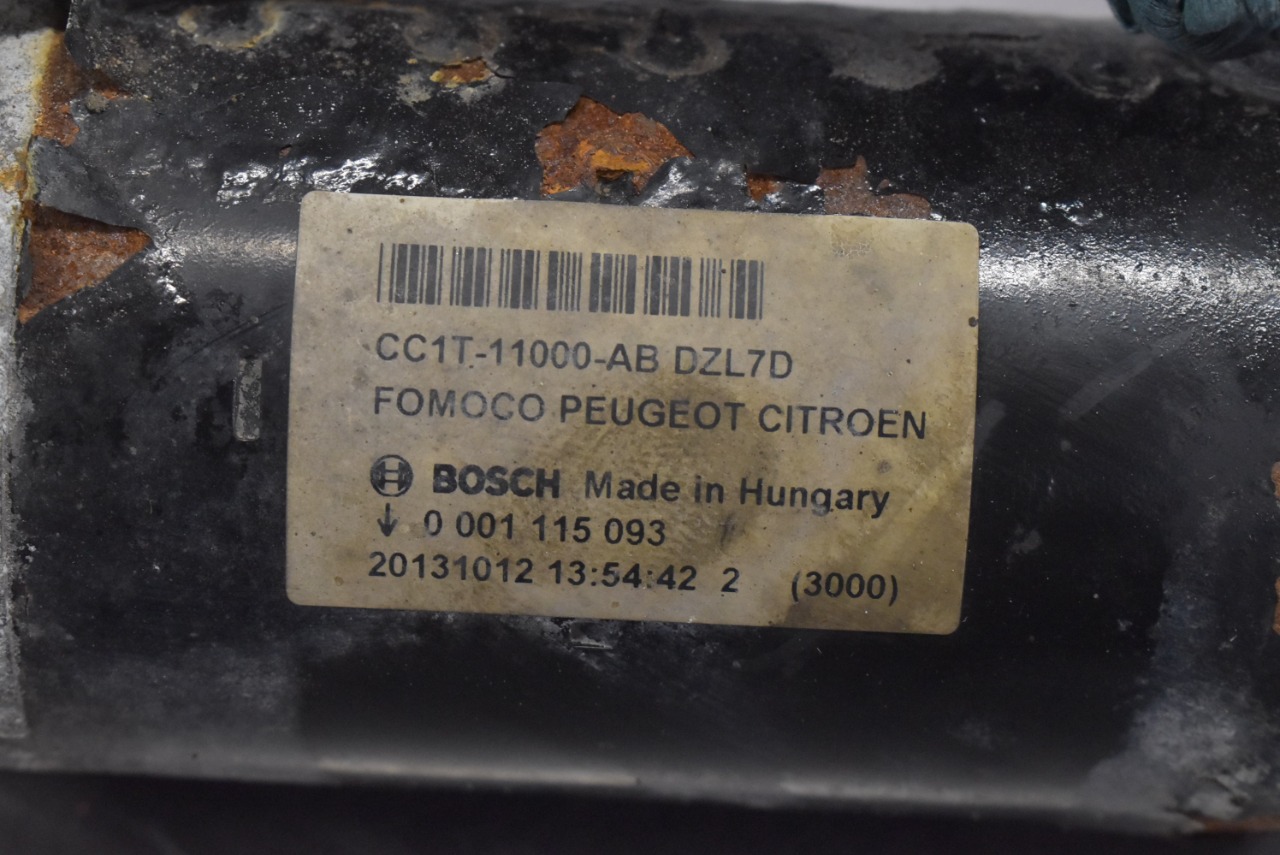 CC1T-11000-AB DZL7D
FOMOCO PEUGEOT CITROEN
BOSCH Made in Hungary
↓ 0 001 115 093
20131012 13:54:42 2 (3000)